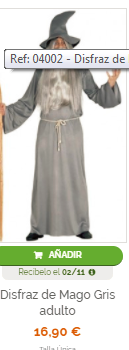 Ref: 04002 - Disfraz de
AÑADIR
Recíbelo el 02/11
Disfraz de Mago Gris
adulto
16,90 €
Talla Única